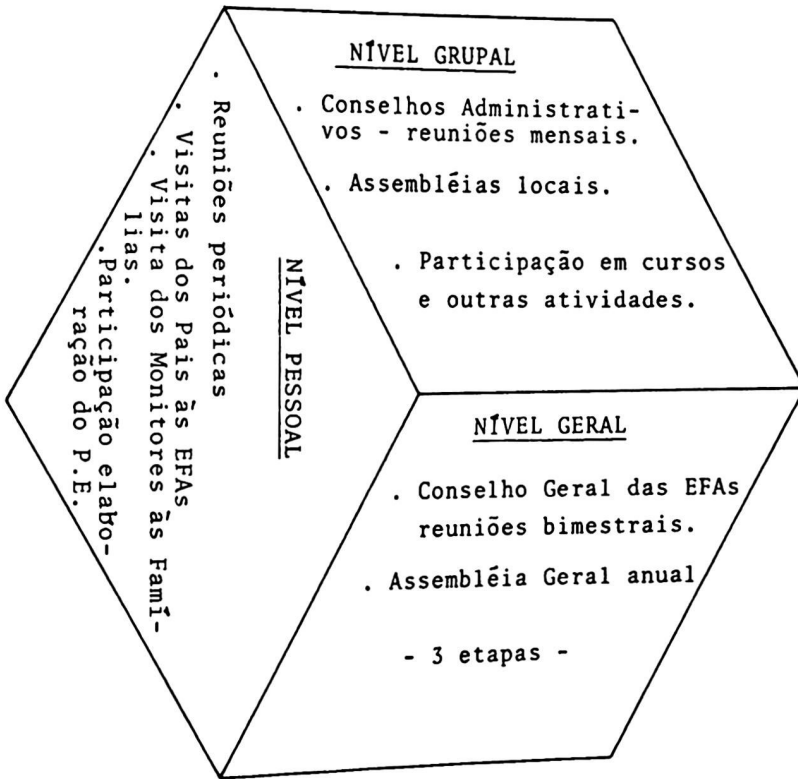 NÍVEL GRUPAL
. Conselhos Administrati-
vos - reuniões mensais.
. Assembléias locais.
. Participação em cursos
e outras atividades.
NÍVEL PESSOAL
. Reuniões periódicas
. Visitas dos Pais às EFAs
. Visita dos Monitores às Famí-
lias.
.Participação elabo-
ração do P.E.
NÍVEL GERAL
. Conselho Geral das EFAs
reuniões bimestrais.
. Assembléia Geral anual
- 3 etapas -